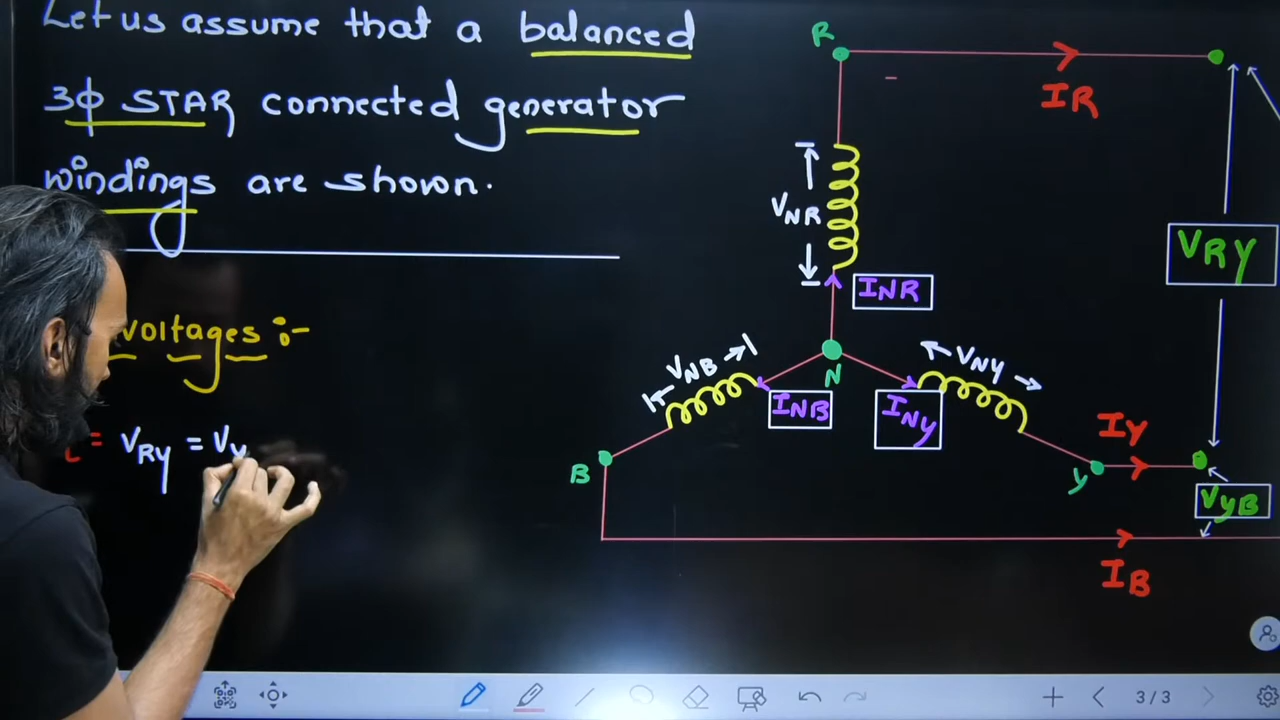 Let us assume that a balanced
3Φ STAR connected generator
windings are shown.
voltages :-
= VRY = VY
R
IR
VNR
INR
VRY
N
VNB
INB
VNY
INY
B
Y
IY
VYB
IB
3/3